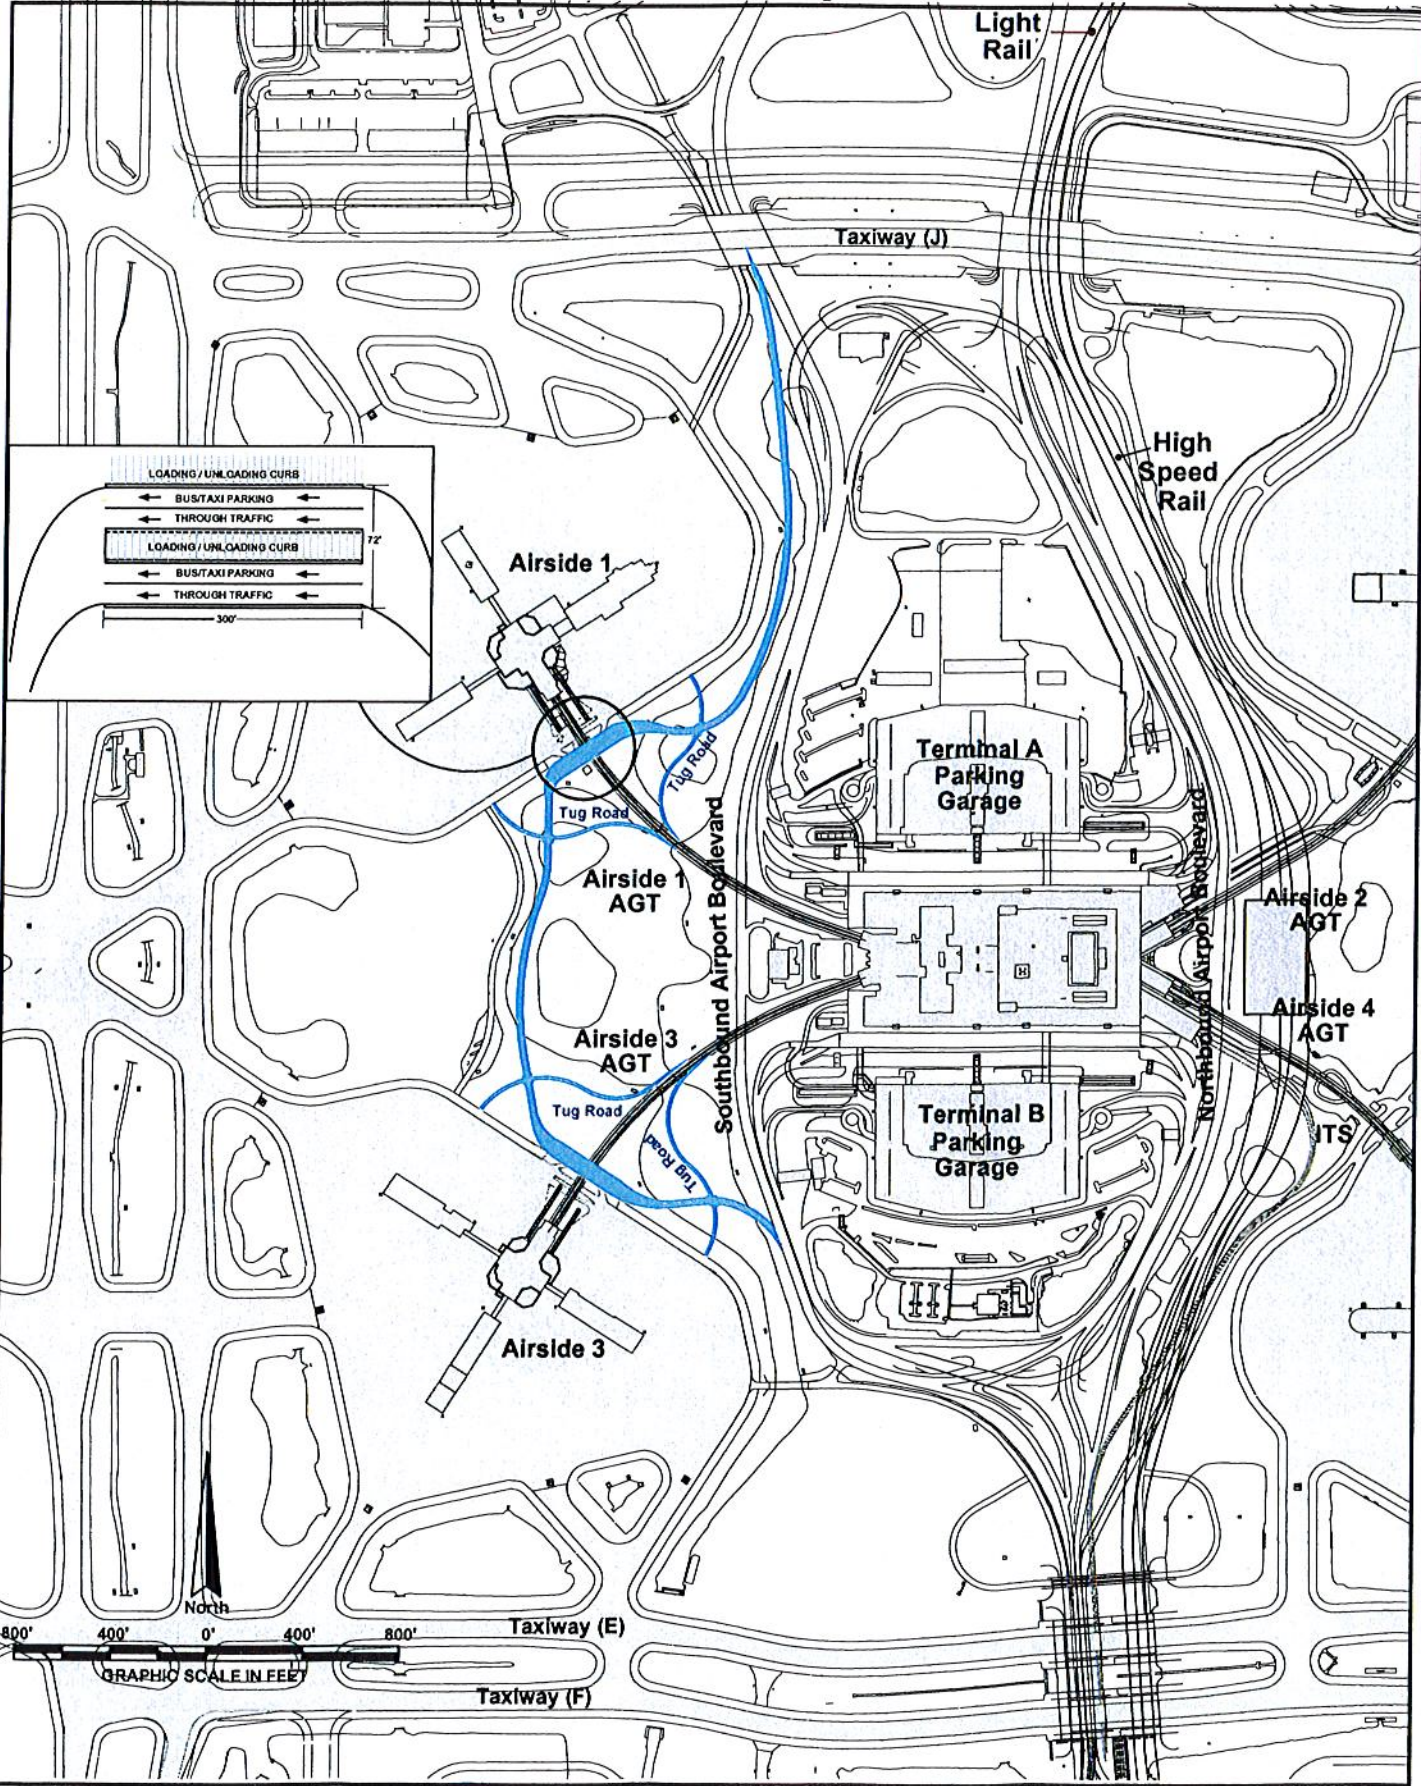 Light
Rail
Taxiway (J)
High
Speed
Rail
LOADING / UNLOADING CURB
BUS/TAXI PARKING
THROUGH TRAFFIC
LOADING / UNLOADING CURB
72'
BUS/TAXI PARKING
THROUGH TRAFFIC
300'
Airside 1
Tug Road
Terminal A
Parking
Garage
Tug Road
Southbound Airport Boulevard
Northbound Airport Boulevard
Airside 1
AGT
Airside 2
AGT
H
Airside 3
AGT
Airside 4
AGT
Tug Road
Tug Road
Terminal B
Parking
Garage
ITS
Airside 3
North
Taxiway (E)
800' 400' 0' 400' 800'
GRAPHIC SCALE IN FEET
Taxiway (F)